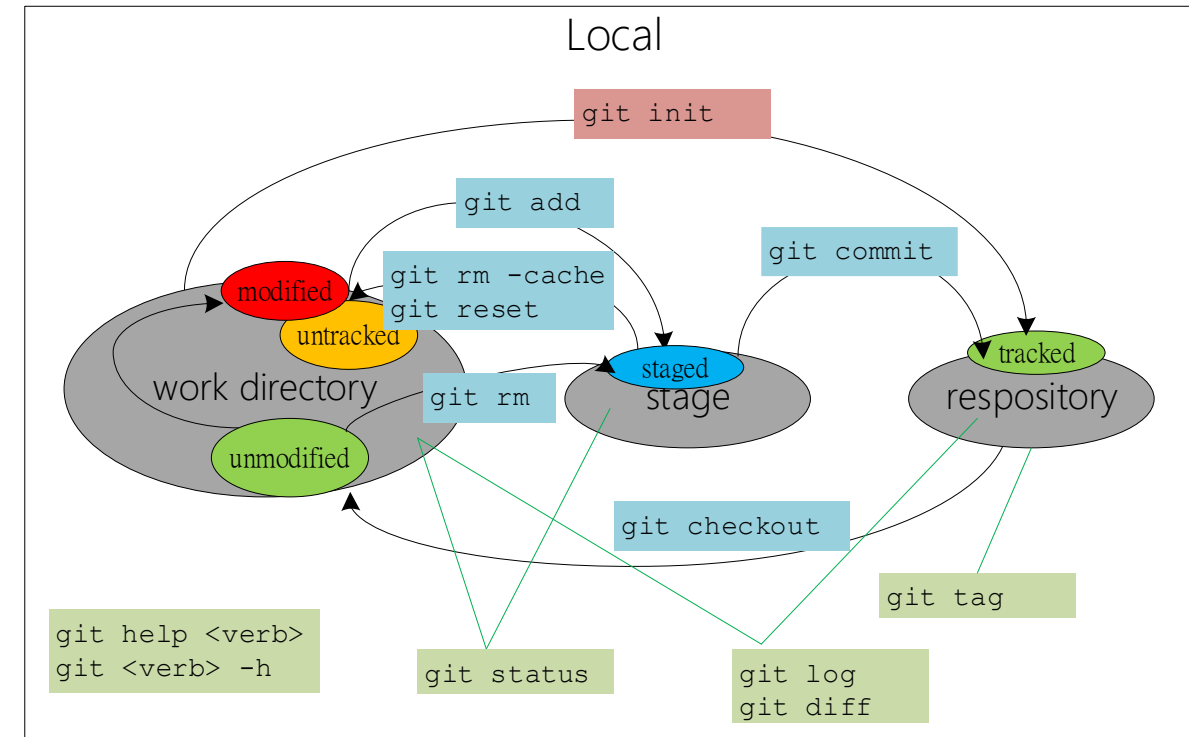 Local
git init
git add
git commit
git rm -cache
git reset
modified
untracked
tracked
staged
work directory
stage
respository
git rm
unmodified
git checkout
git tag
git help <verb>
git <verb> -h
git status
git log
git diff